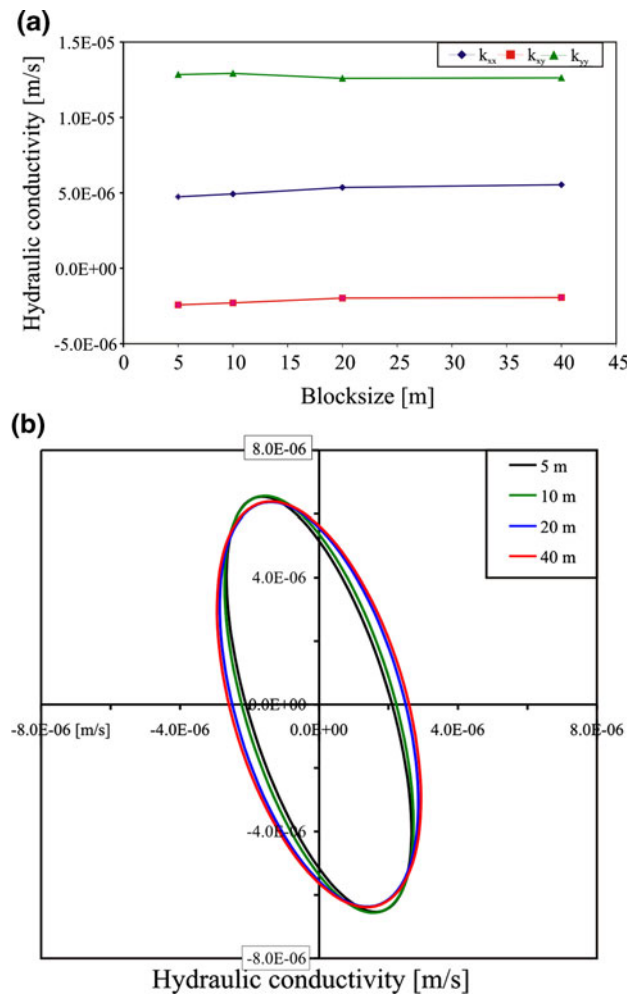 (a)
1.5E-05
1.0E-05
5.0E-06
0.0E+00
-5.0E-06
Hydraulic conductivity [m/s]
kxx kxy kyy
0 5 10 15 20 25 30 35 40 45
Blocksize [m]
(b)
8.0E-06
5 m
10 m
20 m
40 m
4.0E-06
0.0E+00
-8.0E-06 [m/s] -4.0E-06 0.0E+00 4.0E-06 8.0E-06
-4.0E-06
-8.0E-06
Hydraulic conductivity [m/s]